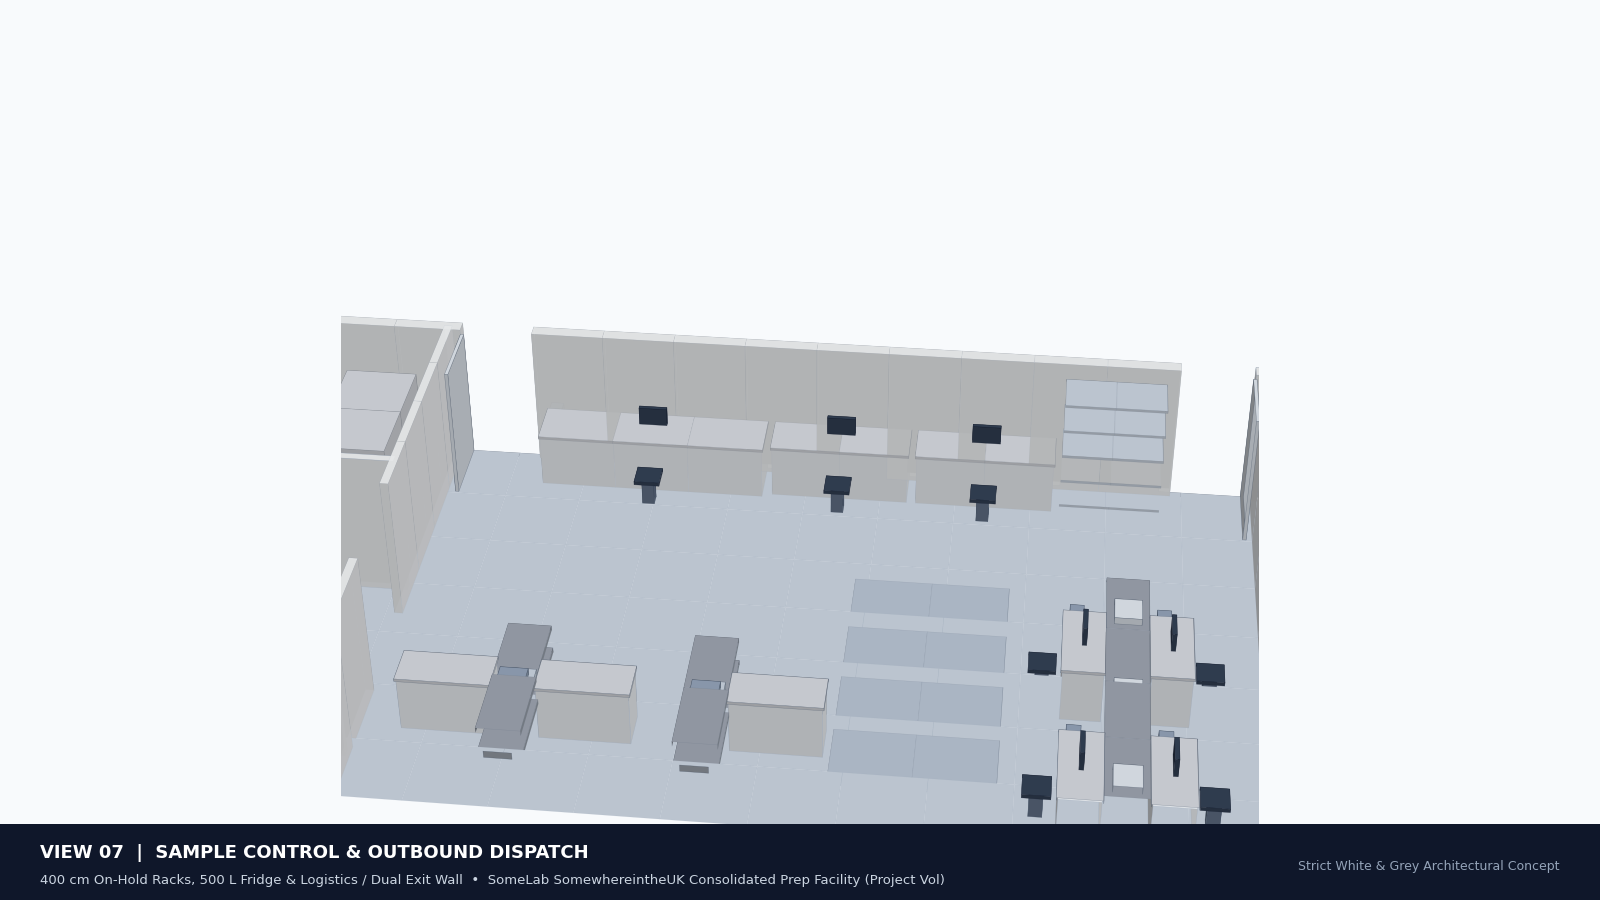 VIEW 07 | SAMPLE CONTROL & OUTBOUND DISPATCH
400 cm On-Hold Racks, 500 L Fridge & Logistics / Dual Exit Wall • SomeLab SomewhereintheUK Consolidated Prep Facility (Project Vol)
Strict White & Grey Architectural Concept